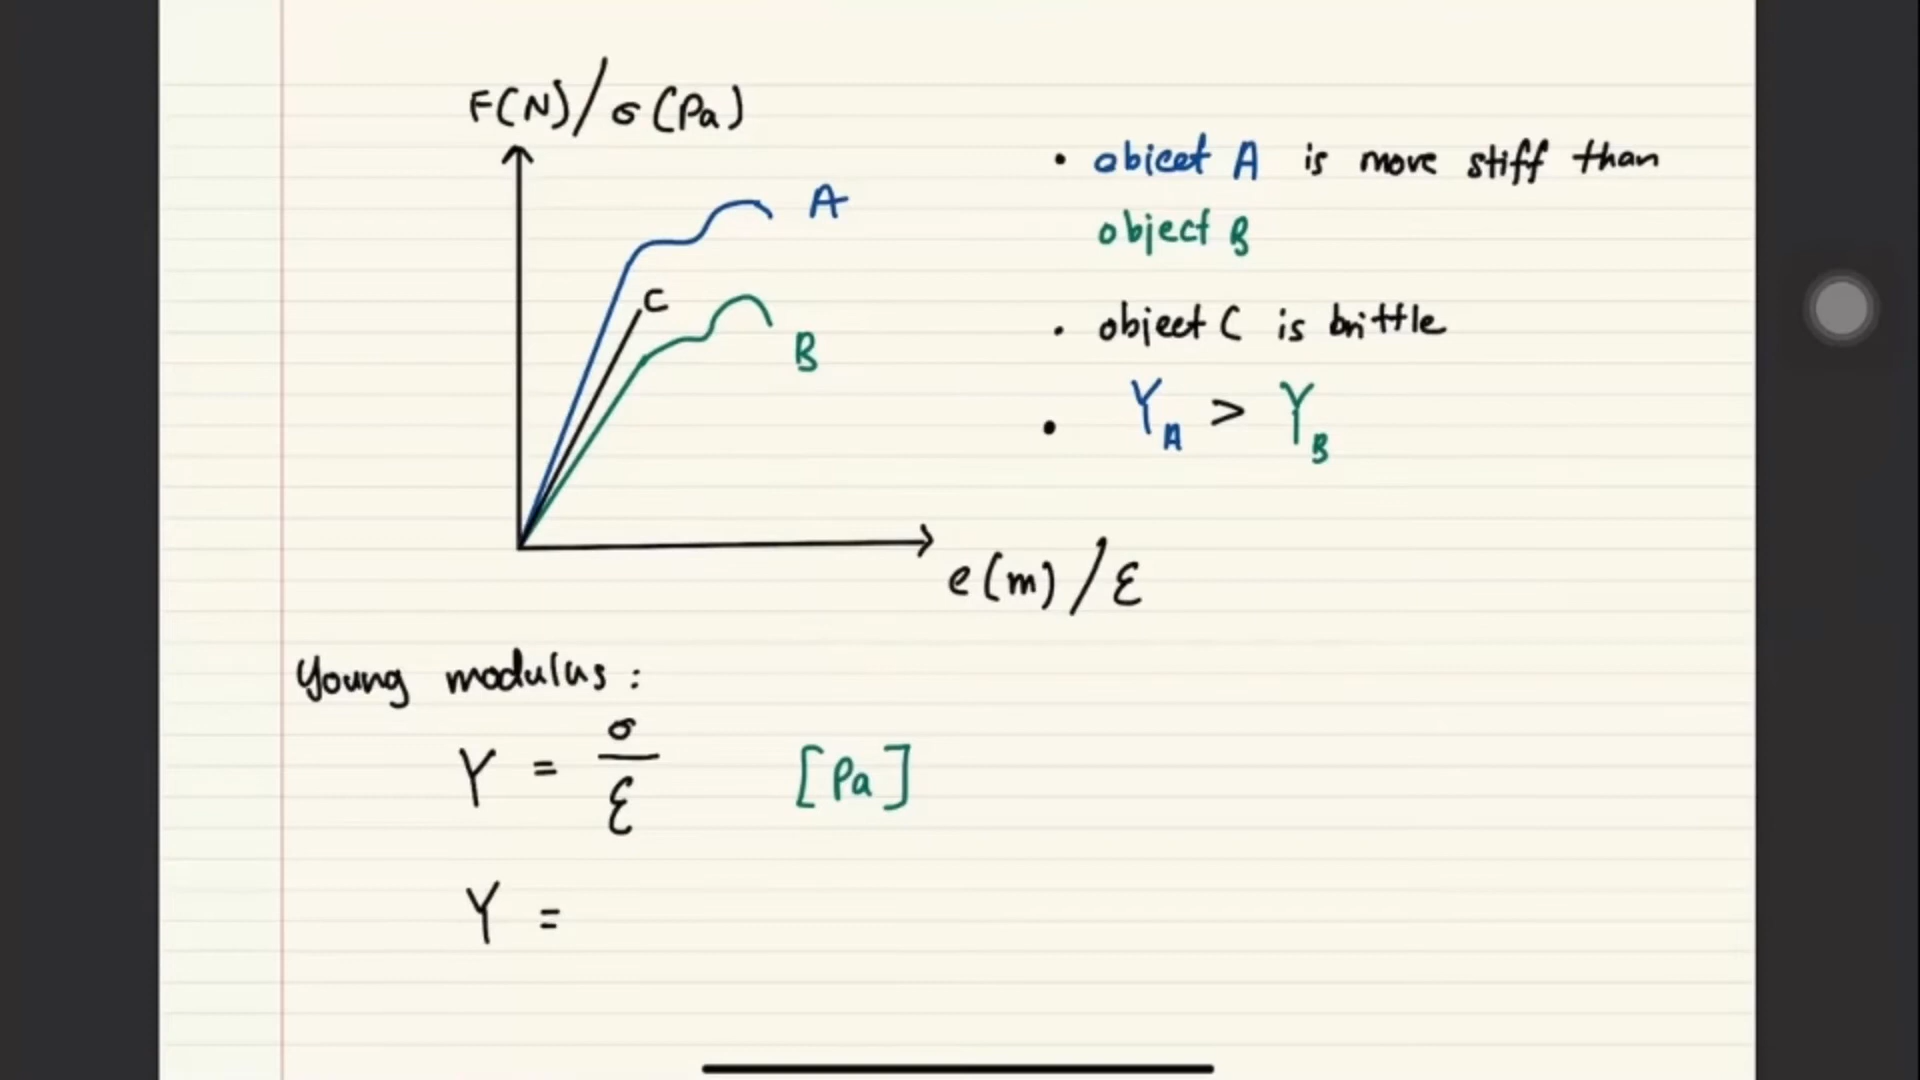 F(N)/σ(Pa)
A
C
B
e(m)/ε
• object A is more stiff than
object B
• object C is brittle
• Y_A > Y_B
Young modulus:
Y = σ/ε [Pa]
Y =